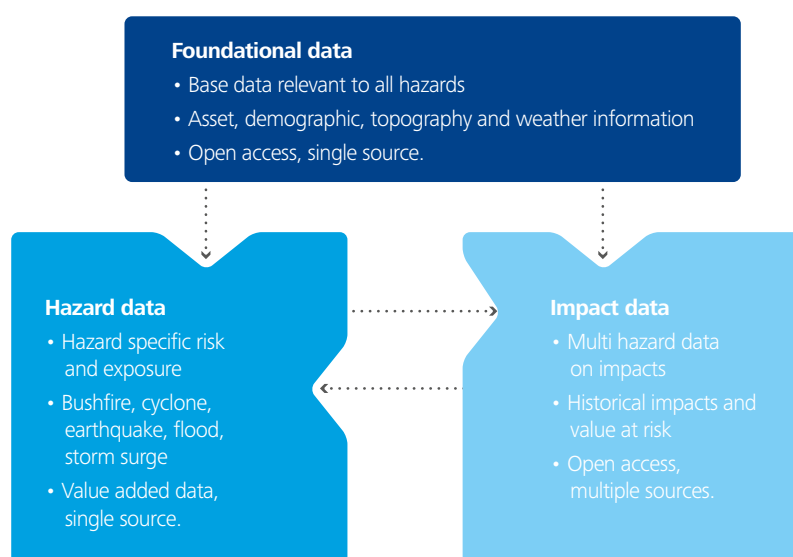 Foundational data
• Base data relevant to all hazards
• Asset, demographic, topography and weather information
• Open access, single source.
Hazard data
• Hazard specific risk
and exposure
• Bushfire, cyclone,
earthquake, flood,
storm surge
• Value added data,
single source.
Impact data
• Multi hazard data
on impacts
• Historical impacts and
value at risk
• Open access,
multiple sources.